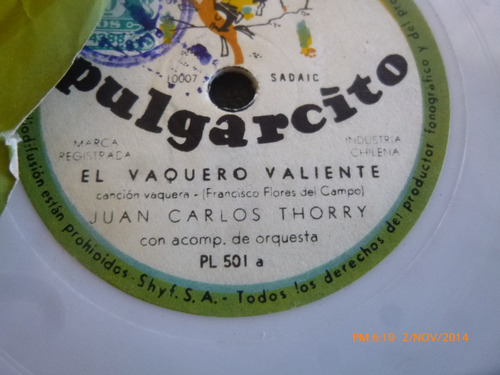 10007 SADAIC
pulgarcito
MARCA REGISTRADA
INDUSTRIA CHILENA
EL VAQUERO VALIENTE
canción vaquera - (Francisco Flores del Campo)
JUAN CARLOS THORRY
con acomp. de orquesta
PL 501 a
están prohibidos. Shyf. S. A. - Todos los derechos del productor fonográfico y del
PM 6:10 2/NOV/2014